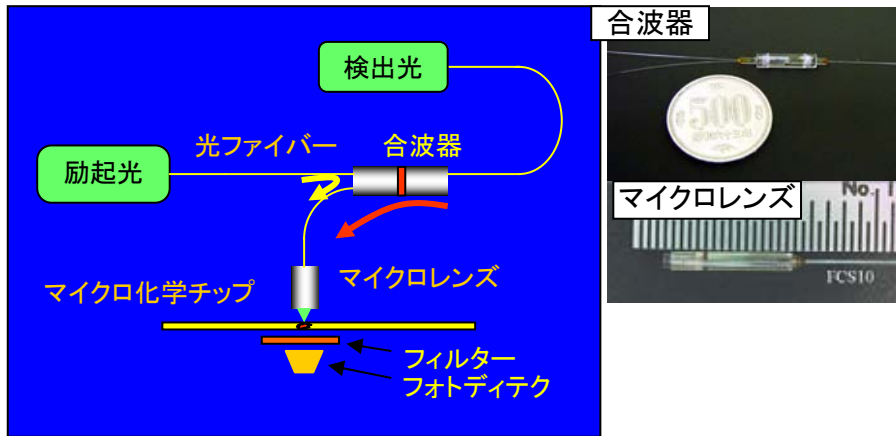 検出光
励起光
光ファイバー
合波器
マイクロ化学チップ
マイクロレンズ
フィルター
フォトディテク
合波器
500
マイクロレンズ
No. 1
FCS10